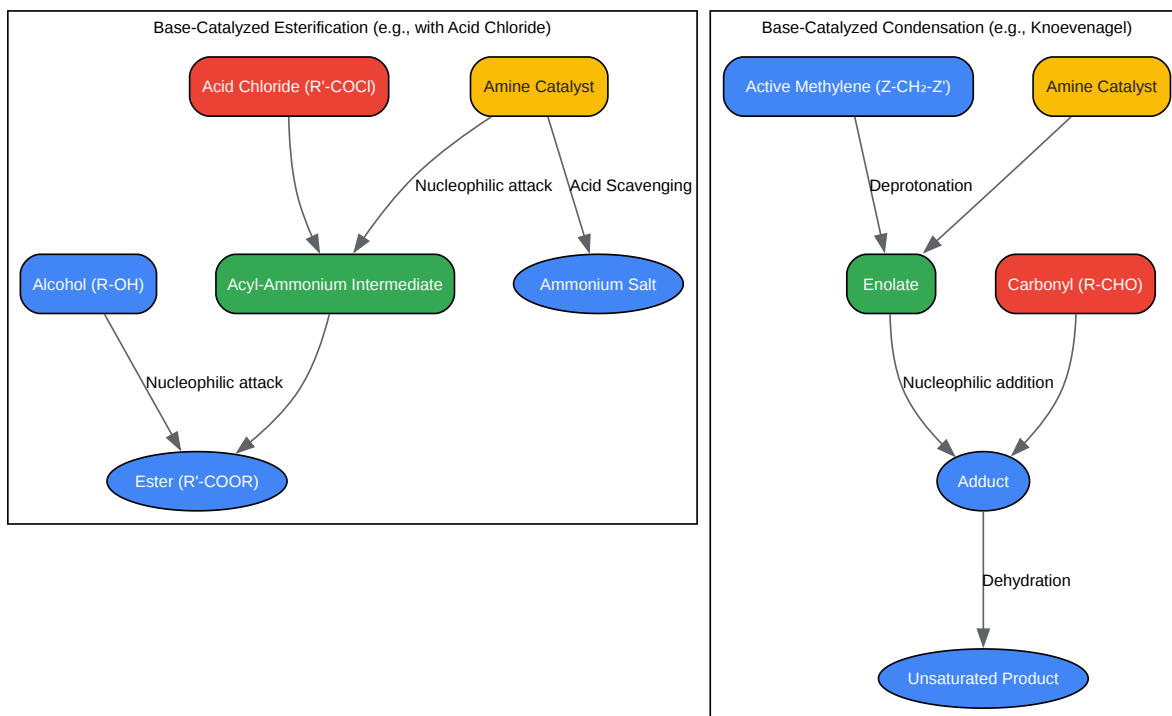 Base-Catalyzed Esterification (e.g., with Acid Chloride)
Acid Chloride (R'-COCl)
Amine Catalyst
Nucleophilic attack
Acid Scavenging
Alcohol (R-OH)
Acyl-Ammonium Intermediate
Ammonium Salt
Nucleophilic attack
Ester (R'-COOR)
Base-Catalyzed Condensation (e.g., Knoevenagel)
Active Methylene (Z-CH₂-Z')
Amine Catalyst
Deprotonation
Enolate
Carbonyl (R-CHO)
Nucleophilic addition
Adduct
Dehydration
Unsaturated Product